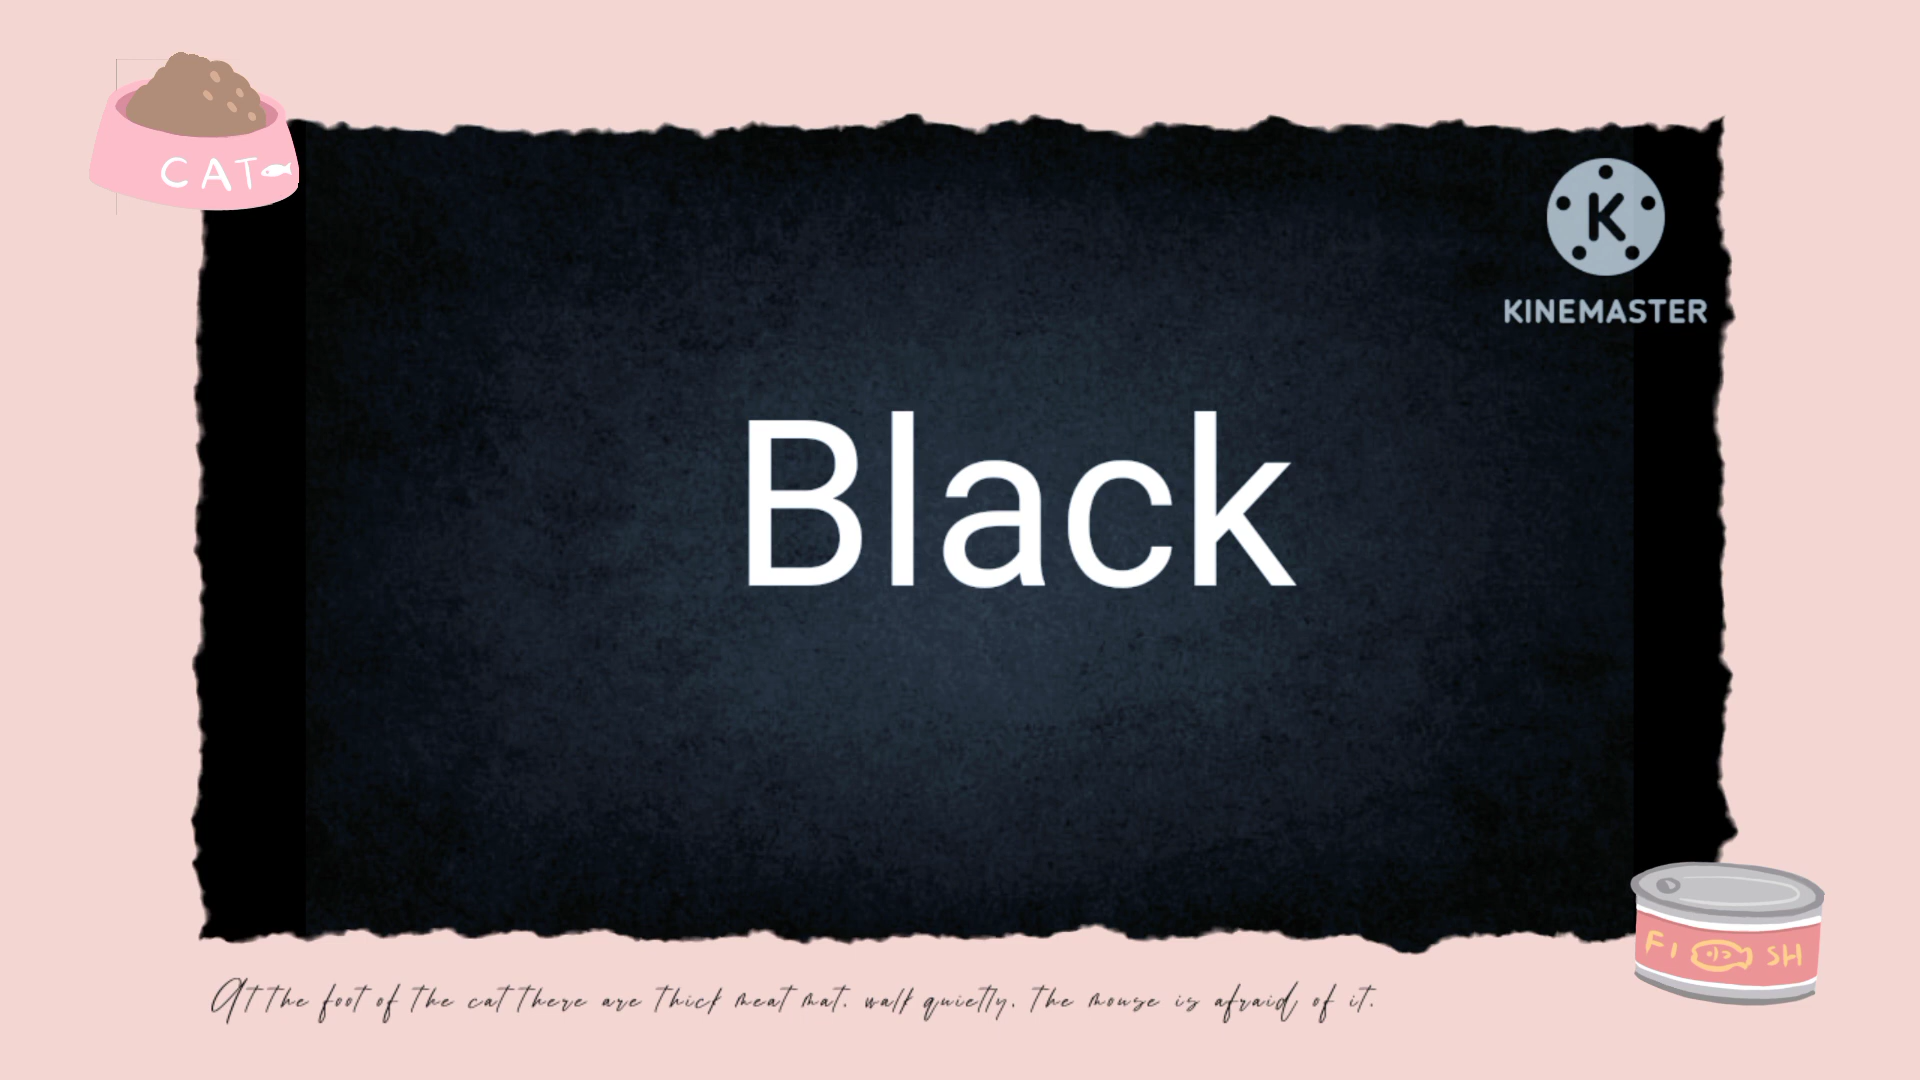 CAT
K
KINEMASTER
Black
FISH
At the foot of the cat there are thick meat mat. walk quietly. The mouse is afraid of it.